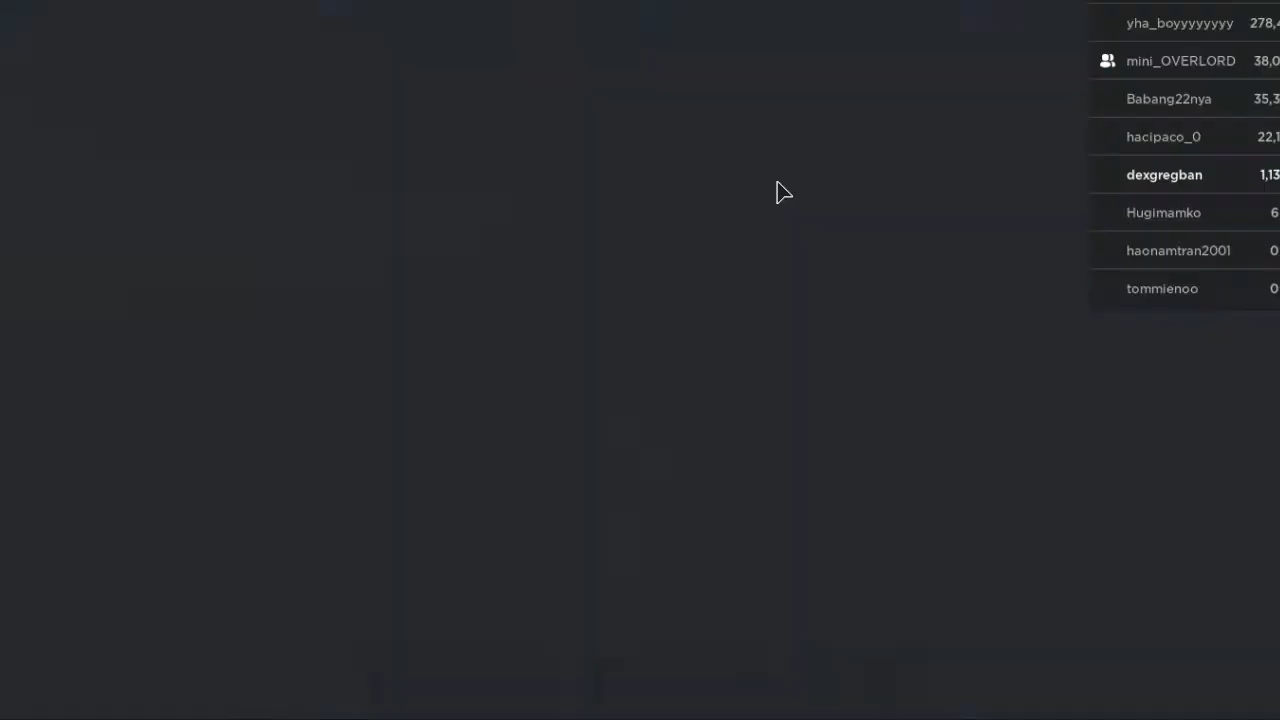 yha_boyyyyyyyy 278,4
mini_OVERLORD 38,0
Babang22nya 35,3
hacipaco_0 22,1
dexgregban 1,13
Hugimamko 6
haonamtran2001 0
tommienoo 0